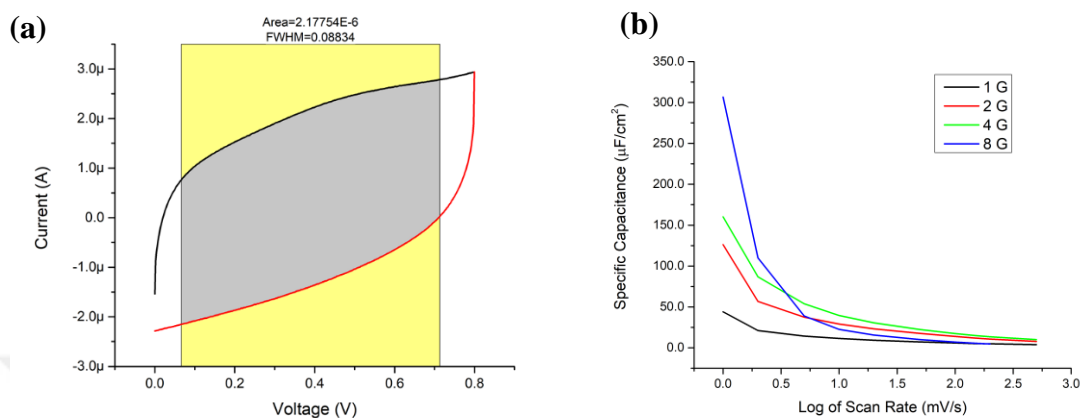 (a)
Area=2.17754E-6
FWHM=0.08834
3.0µ
2.0µ
1.0µ
0.0
-1.0µ
-2.0µ
-3.0µ
Current (A)
0.0 0.2 0.4 0.6 0.8
Voltage (V)
(b)
350.0
300.0
250.0
200.0
150.0
100.0
50.0
0.0
Specific Capacitance (µF/cm²)
1 G
2 G
4 G
8 G
0.0 0.5 1.0 1.5 2.0 2.5 3.0
Log of Scan Rate (mV/s)